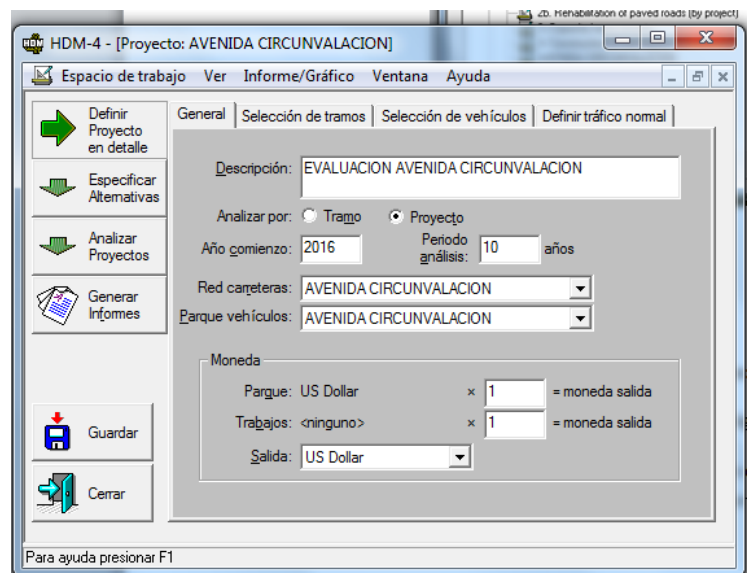 2b. Rehabilitation of paved roads (by project)
HDM-4 - [Proyecto: AVENIDA CIRCUNVALACION]
Espacio de trabajo Ver Informe/Gráfico Ventana Ayuda
Definir
Proyecto
en detalle
Especificar
Alternativas
Analizar
Proyectos
Generar
Informes
Guardar
Cerrar
General Selección de tramos Selección de vehículos Definir tráfico normal
Descripción: EVALUACION AVENIDA CIRCUNVALACION
Analizar por: Tramo Proyecto
Año comienzo: 2016 Periodo
análisis: 10 años
Red carreteras: AVENIDA CIRCUNVALACION
Parque vehículos: AVENIDA CIRCUNVALACION
Moneda
Parque: US Dollar × 1 = moneda salida
Trabajos: <ninguno> × 1 = moneda salida
Salida: US Dollar
Para ayuda presionar F1